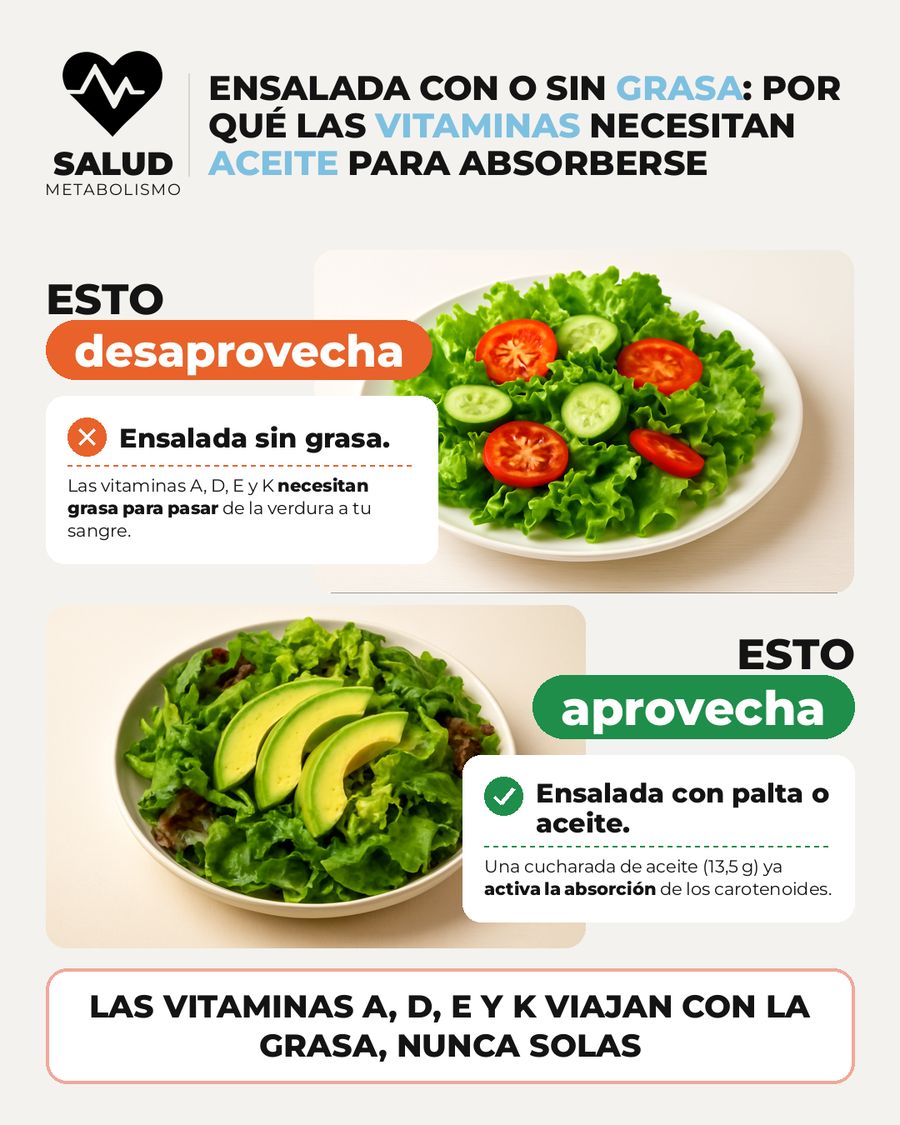 SALUD
METABOLISMO
ENSALADA CON O SIN GRASA: POR
QUÉ LAS VITAMINAS NECESITAN
ACEITE PARA ABSORBERSE
ESTO
desaprovecha
Ensalada sin grasa.
Las vitaminas A, D, E y K necesitan
grasa para pasar de la verdura a tu
sangre.
ESTO
aprovecha
Ensalada con palta o
aceite.
Una cucharada de aceite (13,5 g) ya
activa la absorción de los carotenoides.
LAS VITAMINAS A, D, E Y K VIAJAN CON LA
GRASA, NUNCA SOLAS